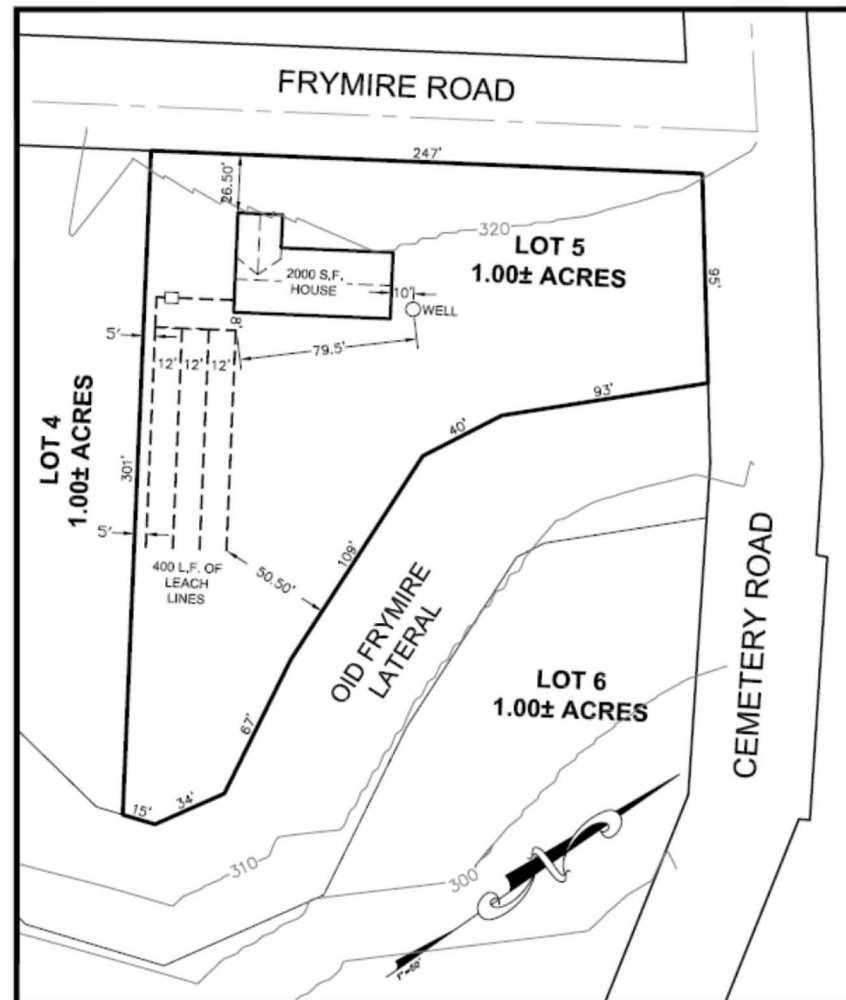 FRYMIRE ROAD
247'
26.50'
320
LOT 5
1.00± ACRES
2000 S.F.
HOUSE
10'
WELL
95'
8'
5'
79.5'
12' 12' 12'
93'
40'
LOT 4
1.00± ACRES
301'
5'
109'
400 L.F. OF
LEACH
LINES
50.50'
OID FRYMIRE
LATERAL
CEMETERY ROAD
LOT 6
1.00± ACRES
67'
34'
15'
310
300
N
1"=60'